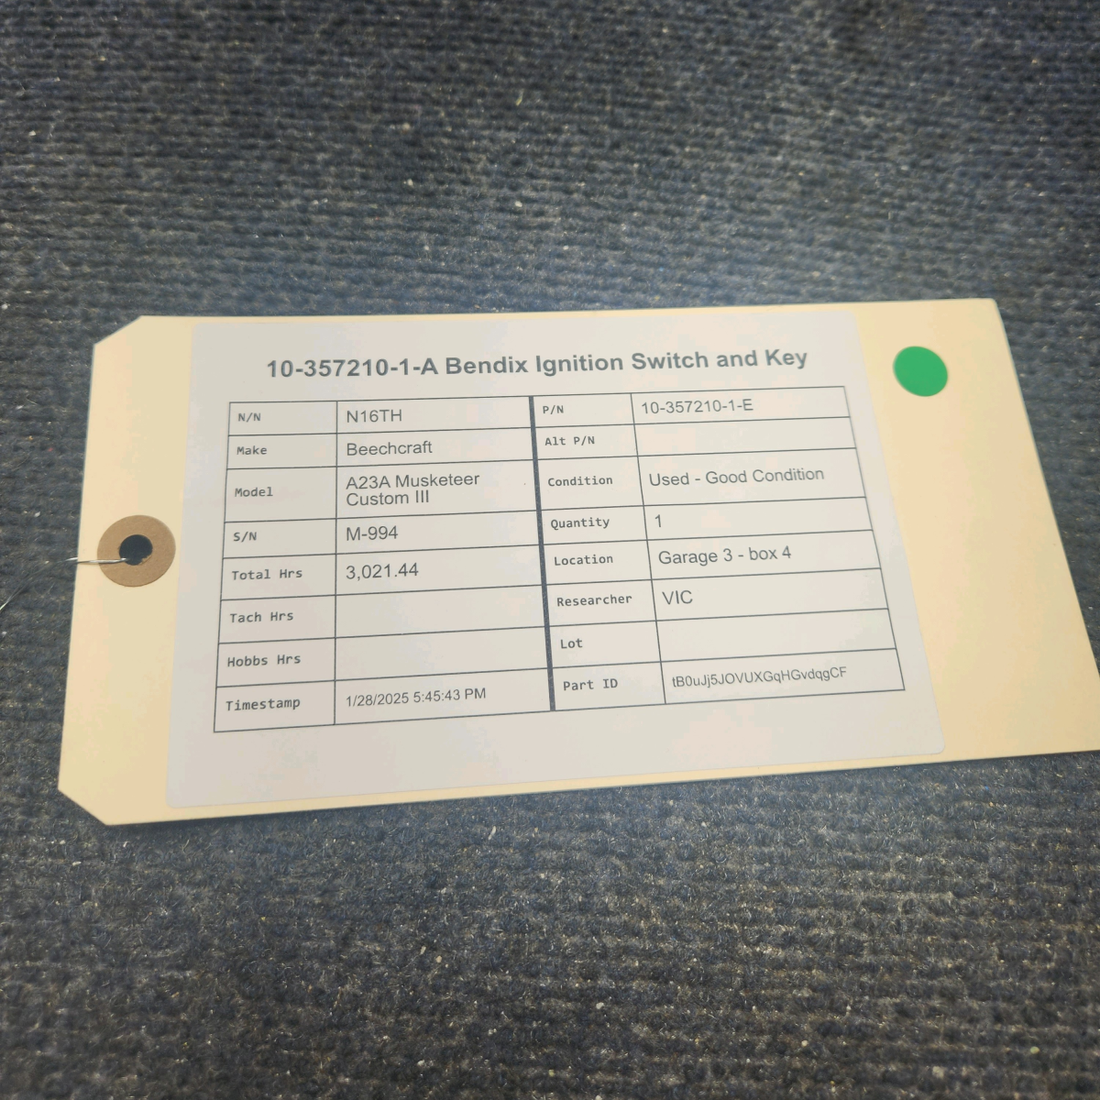 10-357210-1-A Bendix Ignition Switch and Key
N/N N16TH P/N 10-357210-1-E
Make Beechcraft Alt P/N
Model A23A Musketeer Custom III Condition Used - Good Condition
S/N M-994 Quantity 1
Total Hrs 3,021.44 Location Garage 3 - box 4
Tach Hrs Researcher VIC
Hobbs Hrs Lot
Timestamp 1/28/2025 5:45:43 PM Part ID tB0uJj5JOVUXGqHGvdqgCF